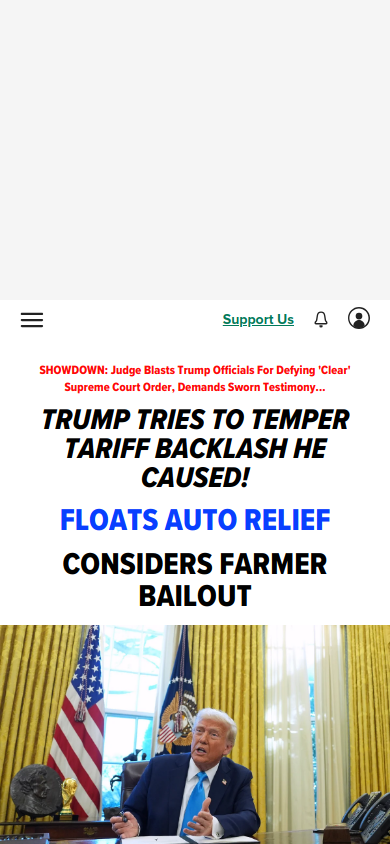 Support Us
SHOWDOWN: Judge Blasts Trump Officials For Defying 'Clear'
Supreme Court Order, Demands Sworn Testimony...
TRUMP TRIES TO TEMPER
TARIFF BACKLASH HE
CAUSED!
FLOATS AUTO RELIEF
CONSIDERS FARMER
BAILOUT